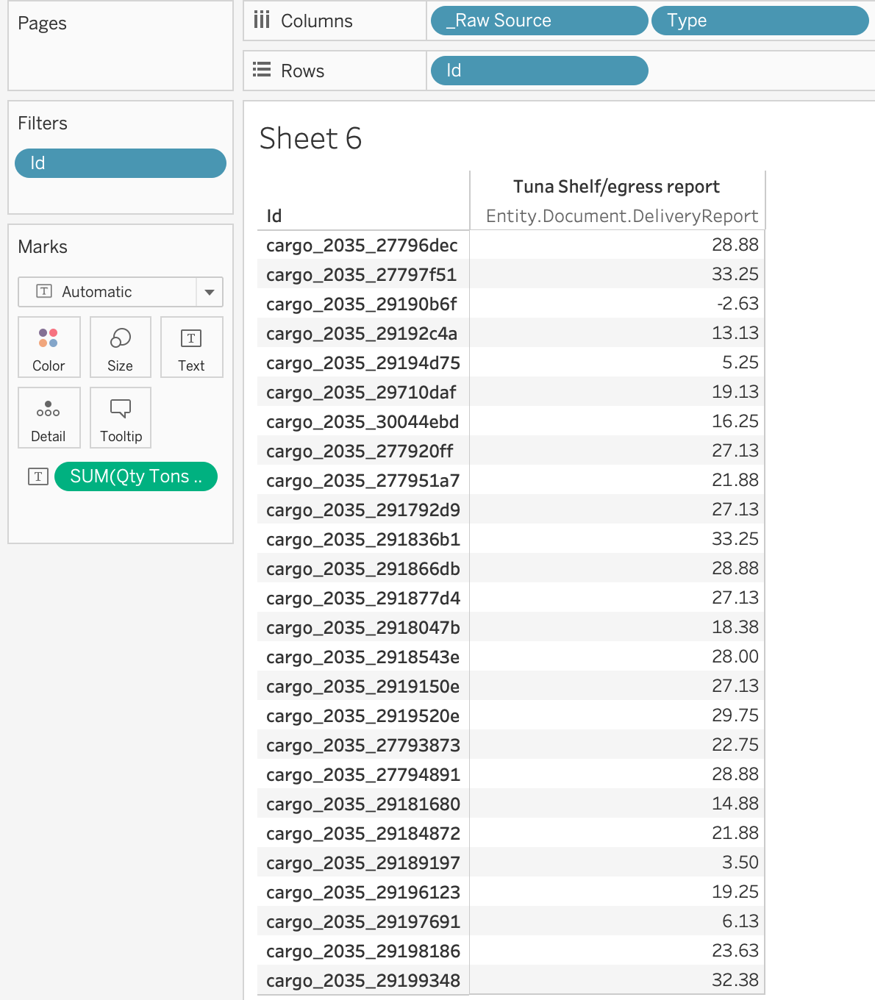 Pages
Columns
_Raw Source
Type
Rows
Id
Filters
Id
Marks
Automatic
Color
Size
T
Text
Detail
Tooltip
T
SUM(Qty Tons ..
Sheet 6
Tuna Shelf/egress report
Id
Entity.Document.DeliveryReport
cargo_2035_27796dec 28.88
cargo_2035_27797f51 33.25
cargo_2035_29190b6f -2.63
cargo_2035_29192c4a 13.13
cargo_2035_29194d75 5.25
cargo_2035_29710daf 19.13
cargo_2035_30044ebd 16.25
cargo_2035_277920ff 27.13
cargo_2035_277951a7 21.88
cargo_2035_291792d9 27.13
cargo_2035_291836b1 33.25
cargo_2035_291866db 28.88
cargo_2035_291877d4 27.13
cargo_2035_2918047b 18.38
cargo_2035_2918543e 28.00
cargo_2035_2919150e 27.13
cargo_2035_2919520e 29.75
cargo_2035_27793873 22.75
cargo_2035_27794891 28.88
cargo_2035_29181680 14.88
cargo_2035_29184872 21.88
cargo_2035_29189197 3.50
cargo_2035_29196123 19.25
cargo_2035_29197691 6.13
cargo_2035_29198186 23.63
cargo_2035_29199348 32.38